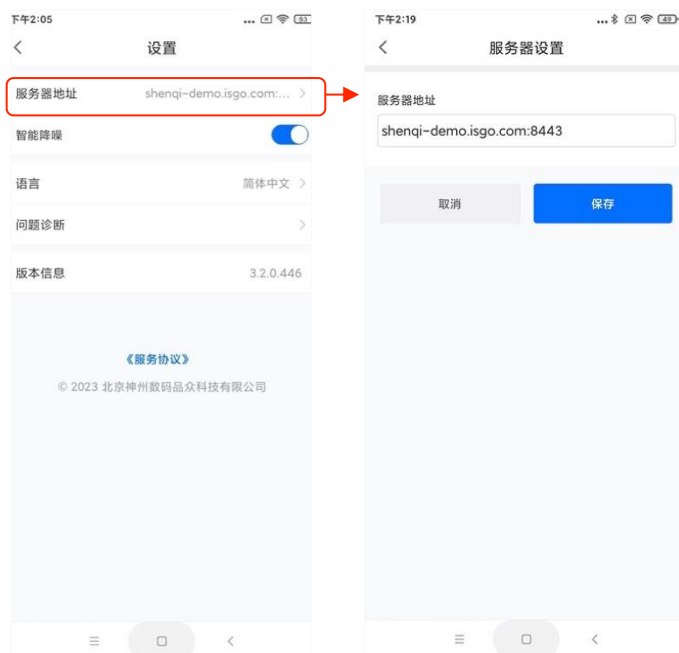 下午2:05
53
设置
服务器地址 shenqi-demo.isgo.com:...
智能降噪
语言 简体中文
问题诊断
版本信息 3.2.0.446
《服务协议》
© 2023 北京神州数码品众科技有限公司
下午2:19
49
服务器设置
服务器地址
shenqi-demo.isgo.com:8443
取消 保存